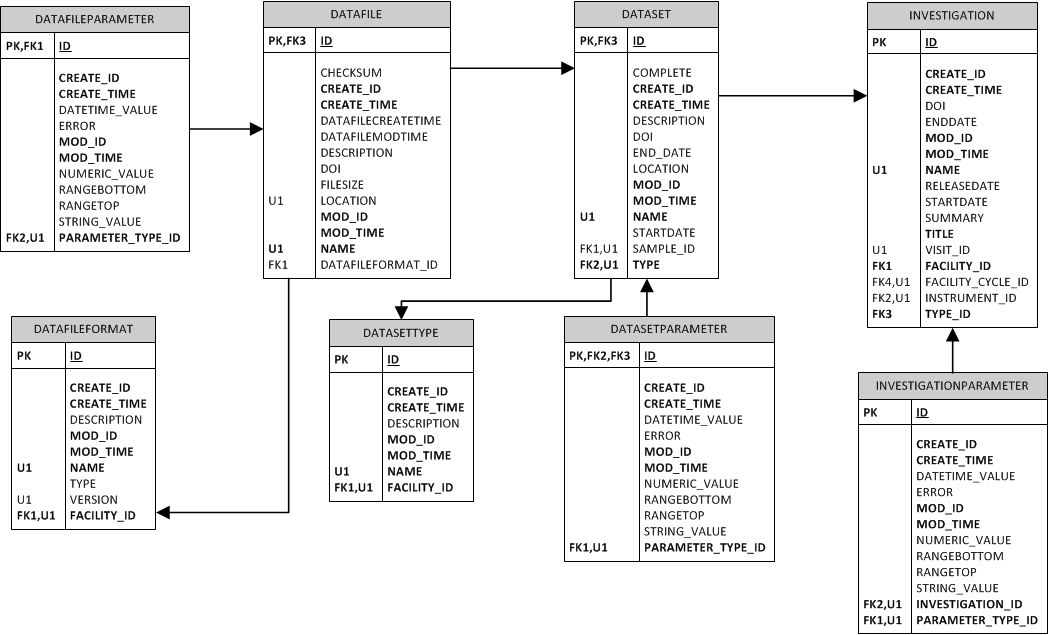 DATAFILEPARAMETER
PK,FK1 ID
CREATE_ID
CREATE_TIME
DATETIME_VALUE
ERROR
MOD_ID
MOD_TIME
NUMERIC_VALUE
RANGEBOTTOM
RANGETOP
STRING_VALUE
FK2,U1 PARAMETER_TYPE_ID
DATAFILE
PK,FK3 ID
CHECKSUM
CREATE_ID
CREATE_TIME
DATAFILECREATETIME
DATAFILEMODTIME
DESCRIPTION
DOI
FILESIZE
U1 LOCATION
MOD_ID
MOD_TIME
U1 NAME
FK1 DATAFILEFORMAT_ID
DATASET
PK,FK3 ID
COMPLETE
CREATE_ID
CREATE_TIME
DESCRIPTION
DOI
END_DATE
LOCATION
MOD_ID
MOD_TIME
U1 NAME
STARTDATE
FK1,U1 SAMPLE_ID
FK2,U1 TYPE
INVESTIGATION
PK ID
CREATE_ID
CREATE_TIME
DOI
ENDDATE
MOD_ID
MOD_TIME
U1 NAME
RELEASEDATE
STARTDATE
SUMMARY
TITLE
U1 VISIT_ID
FK1 FACILITY_ID
FK4,U1 FACILITY_CYCLE_ID
FK2,U1 INSTRUMENT_ID
FK3 TYPE_ID
DATAFILEFORMAT
PK ID
CREATE_ID
CREATE_TIME
DESCRIPTION
MOD_ID
MOD_TIME
U1 NAME
TYPE
U1 VERSION
FK1,U1 FACILITY_ID
DATASETTYPE
PK ID
CREATE_ID
CREATE_TIME
DESCRIPTION
MOD_ID
MOD_TIME
U1 NAME
FK1,U1 FACILITY_ID
DATASETPARAMETER
PK,FK2,FK3 ID
CREATE_ID
CREATE_TIME
DATETIME_VALUE
ERROR
MOD_ID
MOD_TIME
NUMERIC_VALUE
RANGEBOTTOM
RANGETOP
STRING_VALUE
FK1,U1 PARAMETER_TYPE_ID
INVESTIGATIONPARAMETER
PK ID
CREATE_ID
CREATE_TIME
DATETIME_VALUE
ERROR
MOD_ID
MOD_TIME
NUMERIC_VALUE
RANGEBOTTOM
RANGETOP
STRING_VALUE
FK2,U1 INVESTIGATION_ID
FK1,U1 PARAMETER_TYPE_ID